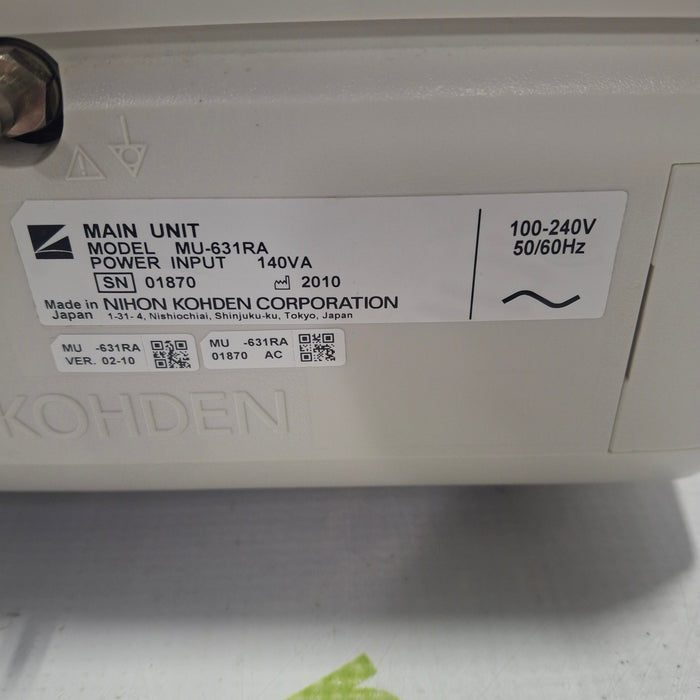 MAIN UNIT
MODEL MU-631RA
POWER INPUT 140VA
SN 01870 2010
Made in NIHON KOHDEN CORPORATION
Japan 1-31-4, Nishiochiai, Shinjuku-ku, Tokyo, Japan
100-240V
50/60Hz
MU -631RA
VER. 02-10
MU -631RA
01870 AC
KOHDEN